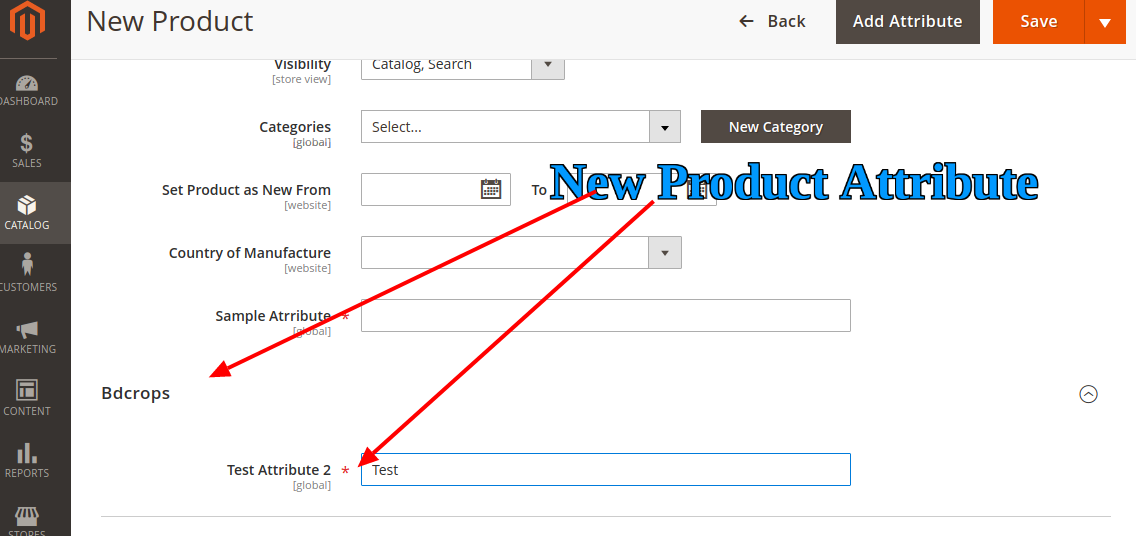 New Product
Back
Add Attribute
Save
DASHBOARD
SALES
CATALOG
CUSTOMERS
MARKETING
CONTENT
REPORTS
STORES
Visibility
[store view]
Catalog, Search
Categories
[global]
Select...
New Category
Set Product as New From
[website]
To
New Product Attribute
Country of Manufacture
[website]
Sample Atrribute *
[global]
Bdcrops
Test Attribute 2 *
[global]
Test